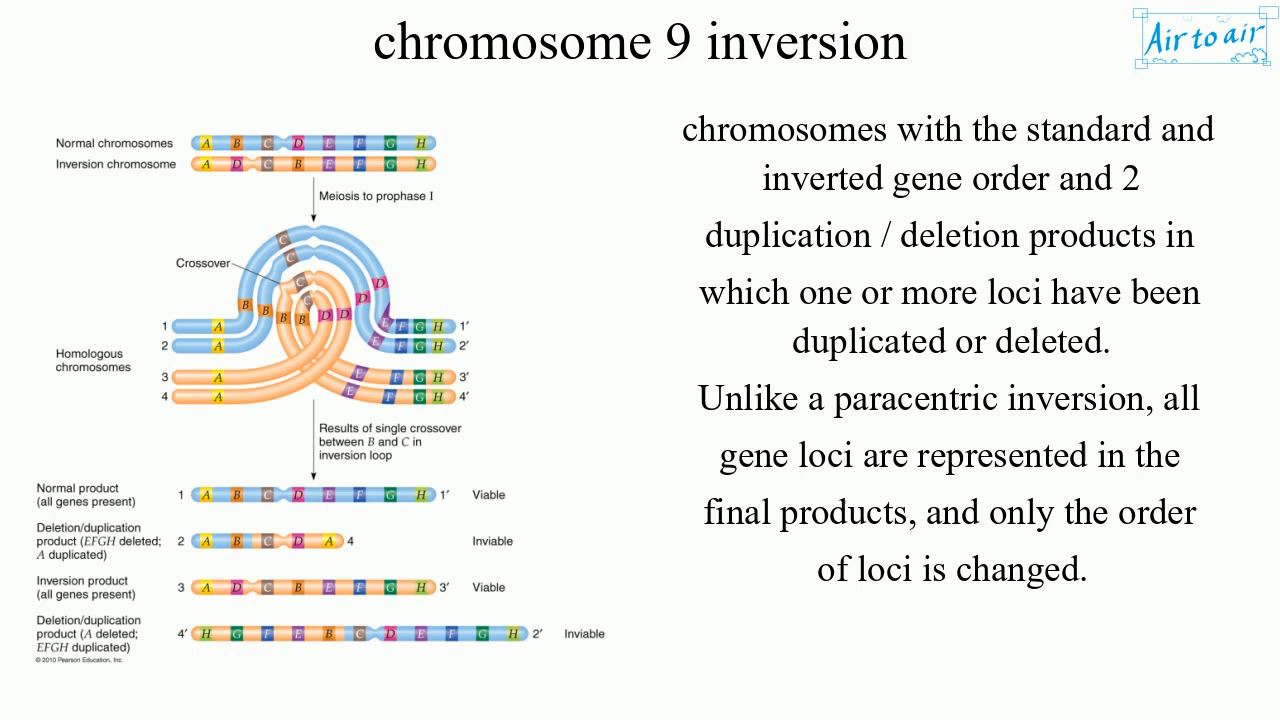 chromosome 9 inversion
Air to air
Normal chromosomes A B C D E F G H
Inversion chromosome A D C B E F G H
Meiosis to prophase I
Crossover
C
C
C
C
B B B B D D D D
1 A E F G H 1′
2 A E F G H 2′
Homologous
chromosomes
3 A E F G H 3′
4 A E F G H 4′
Results of single crossover
between B and C in
inversion loop
Normal product
(all genes present)
1 A B C D E F G H 1′ Viable
Deletion/duplication
product (EFGH deleted;
A duplicated)
2 A B C D A 4 Inviable
Inversion product
(all genes present)
3 A D C B E F G H 3′ Viable
Deletion/duplication
product (A deleted;
EFGH duplicated)
4′ H G F E B C D E F G H 2′ Inviable
© 2010 Pearson Education, Inc.
chromosomes with the standard and
inverted gene order and 2
duplication / deletion products in
which one or more loci have been
duplicated or deleted.
Unlike a paracentric inversion, all
gene loci are represented in the
final products, and only the order
of loci is changed.